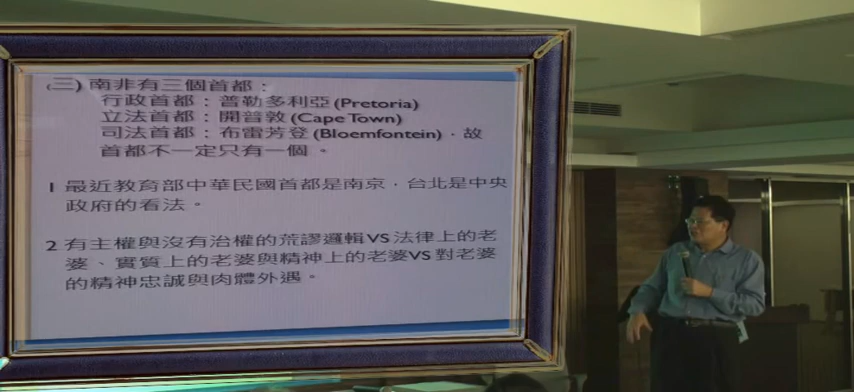 (三) 南非有三個首都：
行政首都：普勒多利亞(Pretoria)
立法首都：開普敦(Cape Town)
司法首都：布雷芳登(Bloemfontein)，故
首都不一定只有一個。
1 最近教育部中華民國首都是南京，台北是中央
政府的看法。
2 有主權與沒有治權的荒謬邏輯VS法律上的老
婆、實質上的老婆與精神上的老婆VS對老婆
的精神忠誠與肉體外遇。